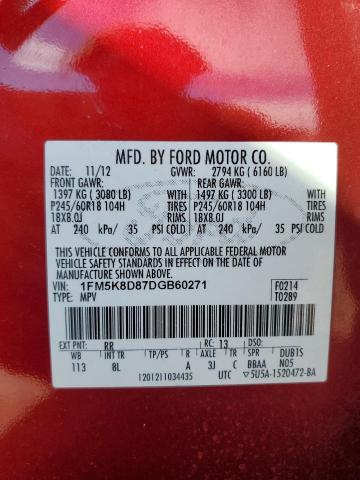 MFD. BY FORD MOTOR CO.
DATE: 11/12 GVWR: 2794 KG ( 6160 LB)
FRONT GAWR: REAR GAWR:
1397 KG ( 3080 LB) WITH 1497 KG ( 3300 LB) WITH
P245/60R18 104H TIRES P245/60R18 104H TIRES
18X8.0J RIMS 18X8.0J RIMS
AT 240 kPa/ 35 PSI COLD AT 240 kPa/ 35 PSI COLD
THIS VEHICLE CONFORMS TO ALL APPLICABLE FEDERAL MOTOR
VEHICLE SAFETY AND BUMPER STANDARDS IN EFFECT ON THE DATE OF
MANUFACTURE SHOWN ABOVE.
VIN: 1FM5K8D87DGB60271 F0214
TYPE: MPV T0289
EXT PNT: RR RC: 13 DSO:
WB INT TR TP/PS R AXLE TR SPR DUB1S
113 8L A 3J C BBAA N05
1201211034435 UTC ▽5U5A-1520472-BA